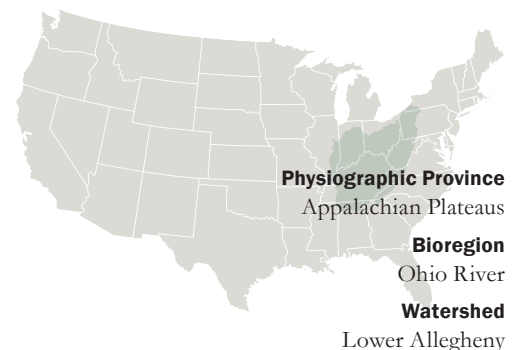 Physiographic Province
Appalachian Plateaus
Bioregion
Ohio River
Watershed
Lower Allegheny